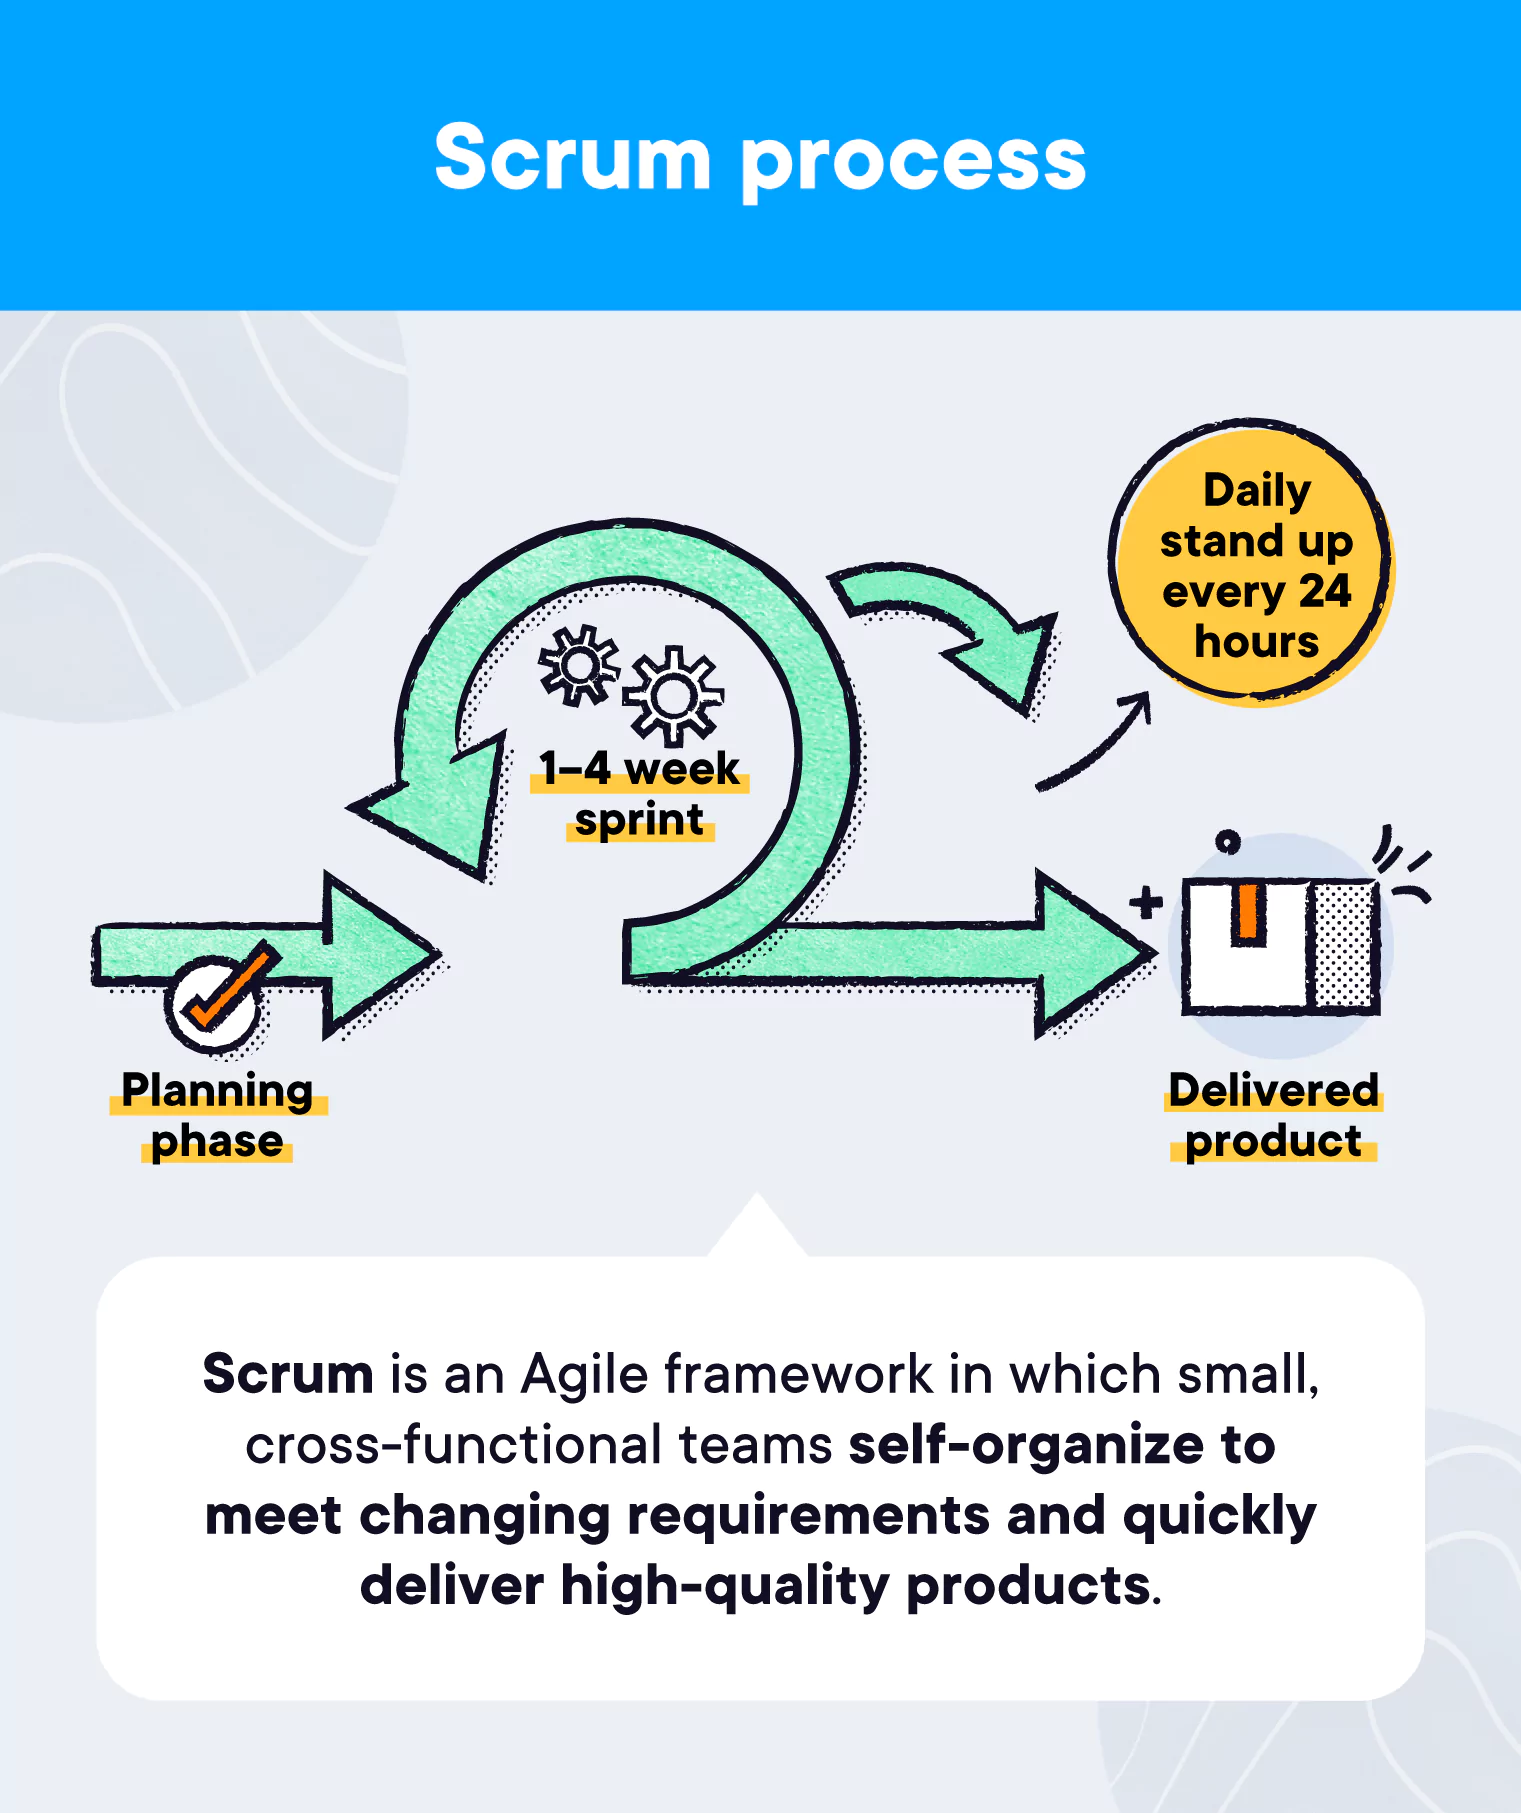 Scrum process
Daily
stand up
every 24
hours
1–4 week
sprint
Planning
phase
Delivered
product
Scrum is an Agile framework in which small,
cross-functional teams self-organize to
meet changing requirements and quickly
deliver high-quality products.